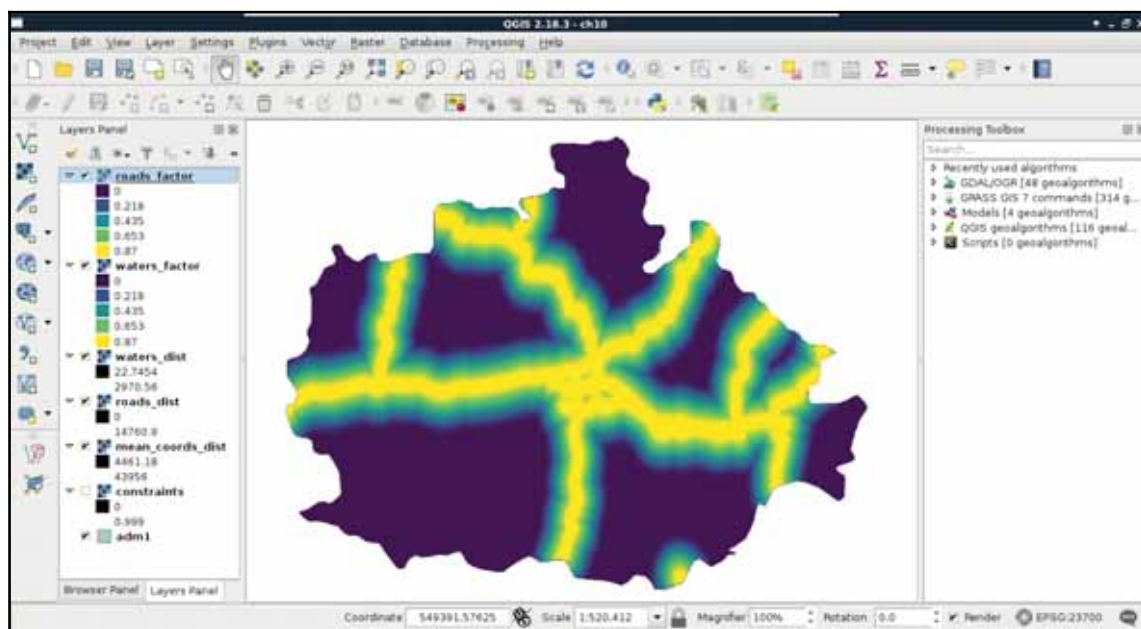 QGIS 2.18.3 - ch10
Project Edit View Layer Settings Plugins Vector Raster Database Processing Help
Layers Panel
roads_factor
0
0.218
0.435
0.653
0.87
waters_factor
0
0.218
0.435
0.653
0.87
waters_dist
22.7454
2970.56
roads_dist
0
14760.9
mean_coords_dist
4461.18
43956
constraints
0
0.999
adm1
Browser Panel Layers Panel
Processing Toolbox
Search...
Recently used algorithms
GDAL/OGR [48 geoalgorithms]
GRASS GIS 7 commands [314 g...
Models [4 geoalgorithms]
QGIS geoalgorithms [116 geoal...
Scripts [0 geoalgorithms]
Coordinate 549391,57625 Scale 1:520,412 Magnifier 100% Rotation 0.0 Render EPSG:23700